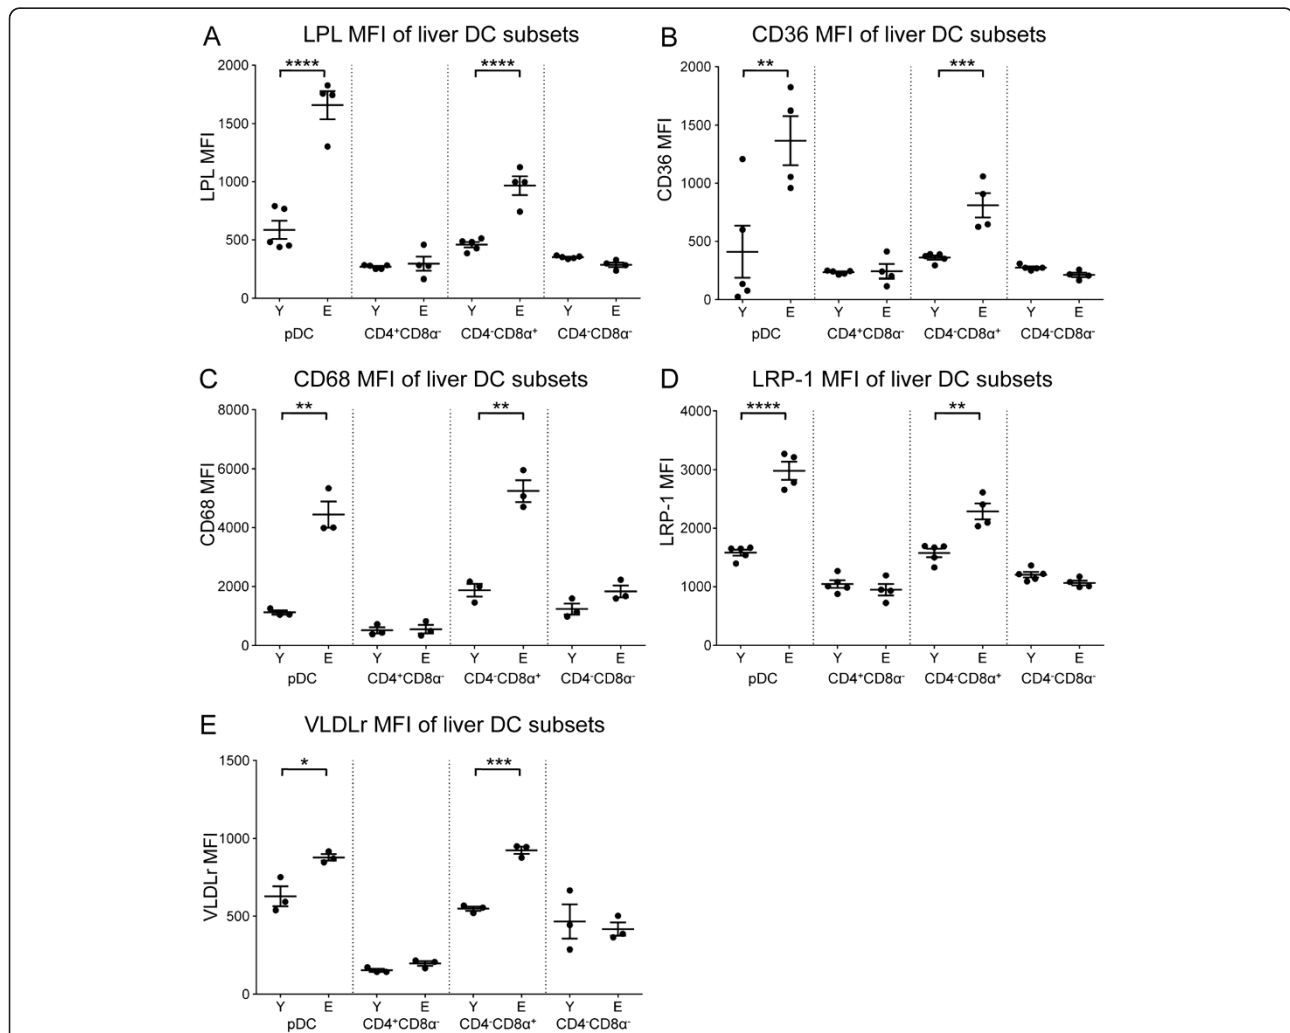 A LPL MFI of liver DC subsets
LPL MFI
2000
1500
1000
500
0
**** ****
Y E Y E Y E Y E
pDC CD4⁺CD8α⁻ CD4⁻CD8α⁺ CD4⁻CD8α⁻
B CD36 MFI of liver DC subsets
CD36 MFI
2000
1500
1000
500
0
** ***
Y E Y E Y E Y E
pDC CD4⁺CD8α⁻ CD4⁻CD8α⁺ CD4⁻CD8α⁻
C CD68 MFI of liver DC subsets
CD68 MFI
8000
6000
4000
2000
0
** **
Y E Y E Y E Y E
pDC CD4⁺CD8α⁻ CD4⁻CD8α⁺ CD4⁻CD8α⁻
D LRP-1 MFI of liver DC subsets
LRP-1 MFI
4000
3000
2000
1000
0
**** **
Y E Y E Y E Y E
pDC CD4⁺CD8α⁻ CD4⁻CD8α⁺ CD4⁻CD8α⁻
E VLDLr MFI of liver DC subsets
VLDLr MFI
1500
1000
500
0
* ***
Y E Y E Y E Y E
pDC CD4⁺CD8α⁻ CD4⁻CD8α⁺ CD4⁻CD8α⁻